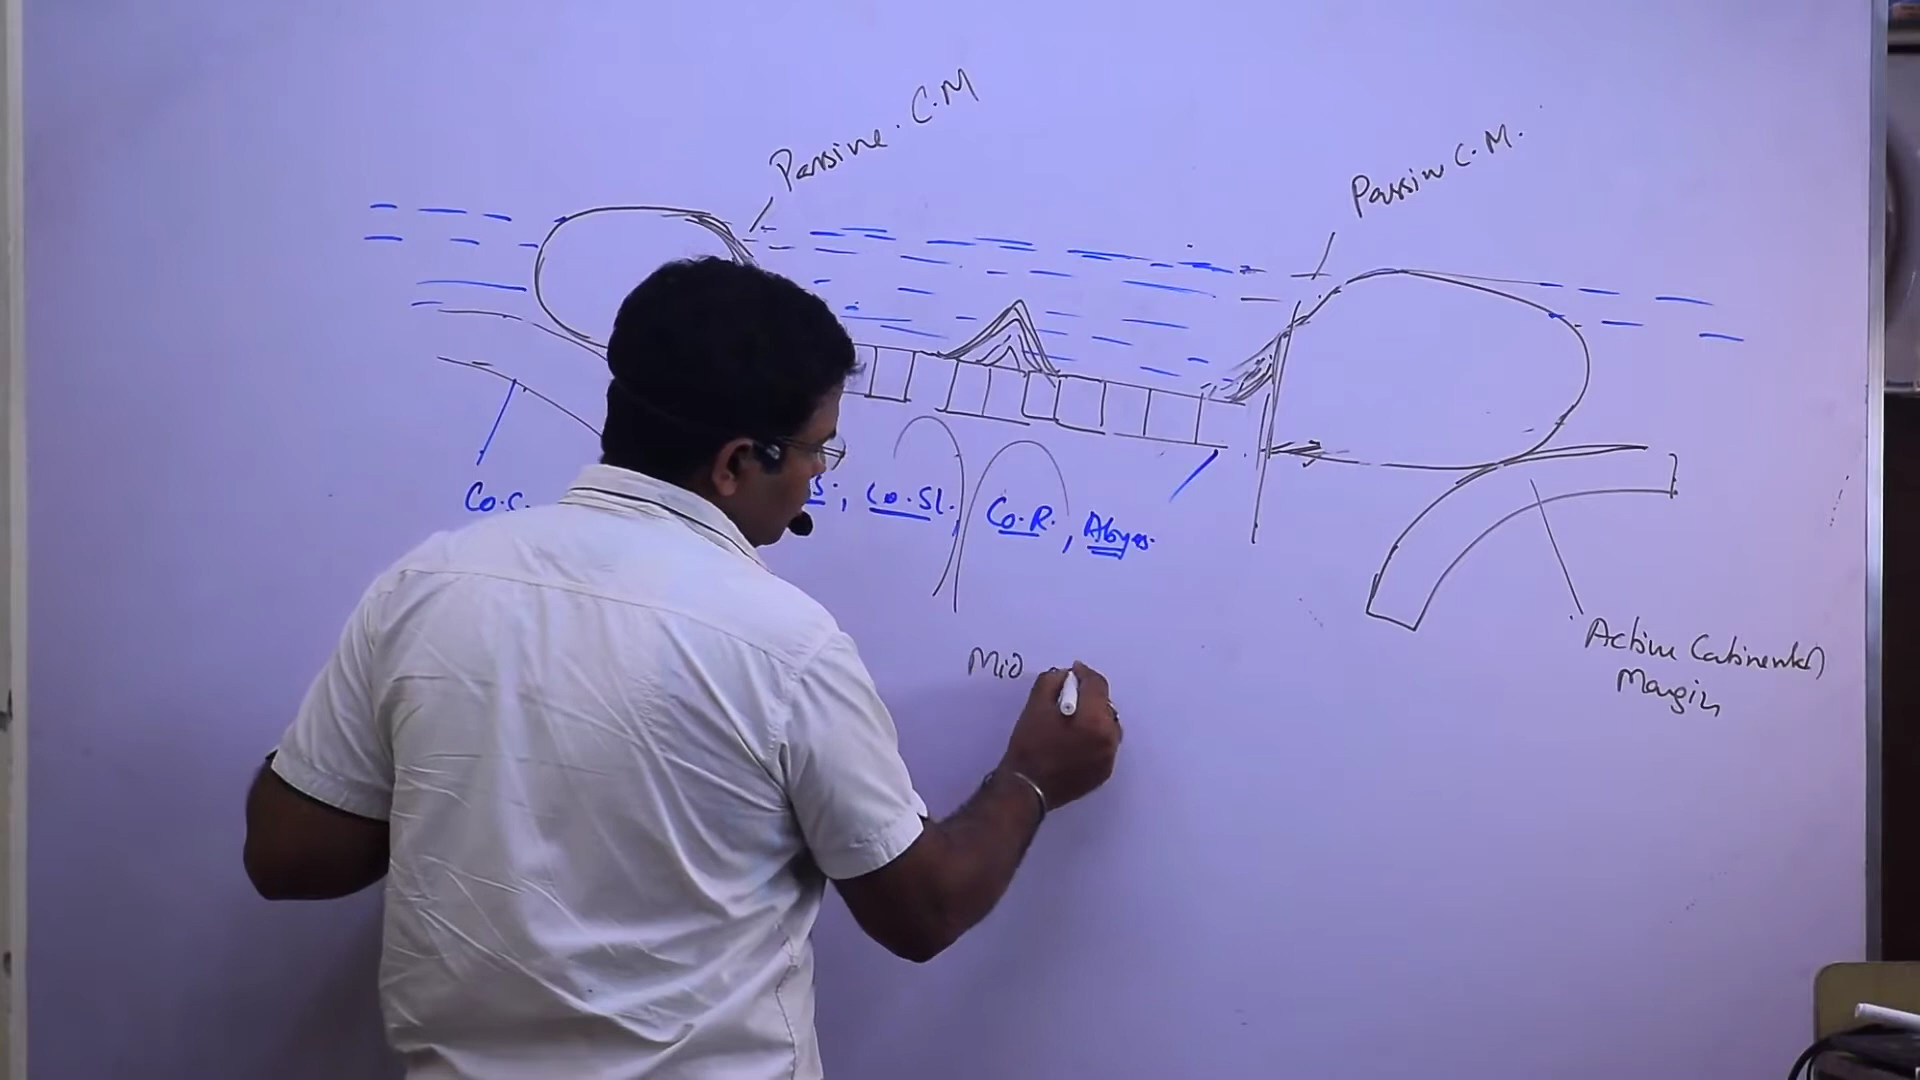 Passive. C.M
Passive C.M.
Co.S
S., Co.Sl., Co.R., Abyss.
Mid
Active Continental
Margin